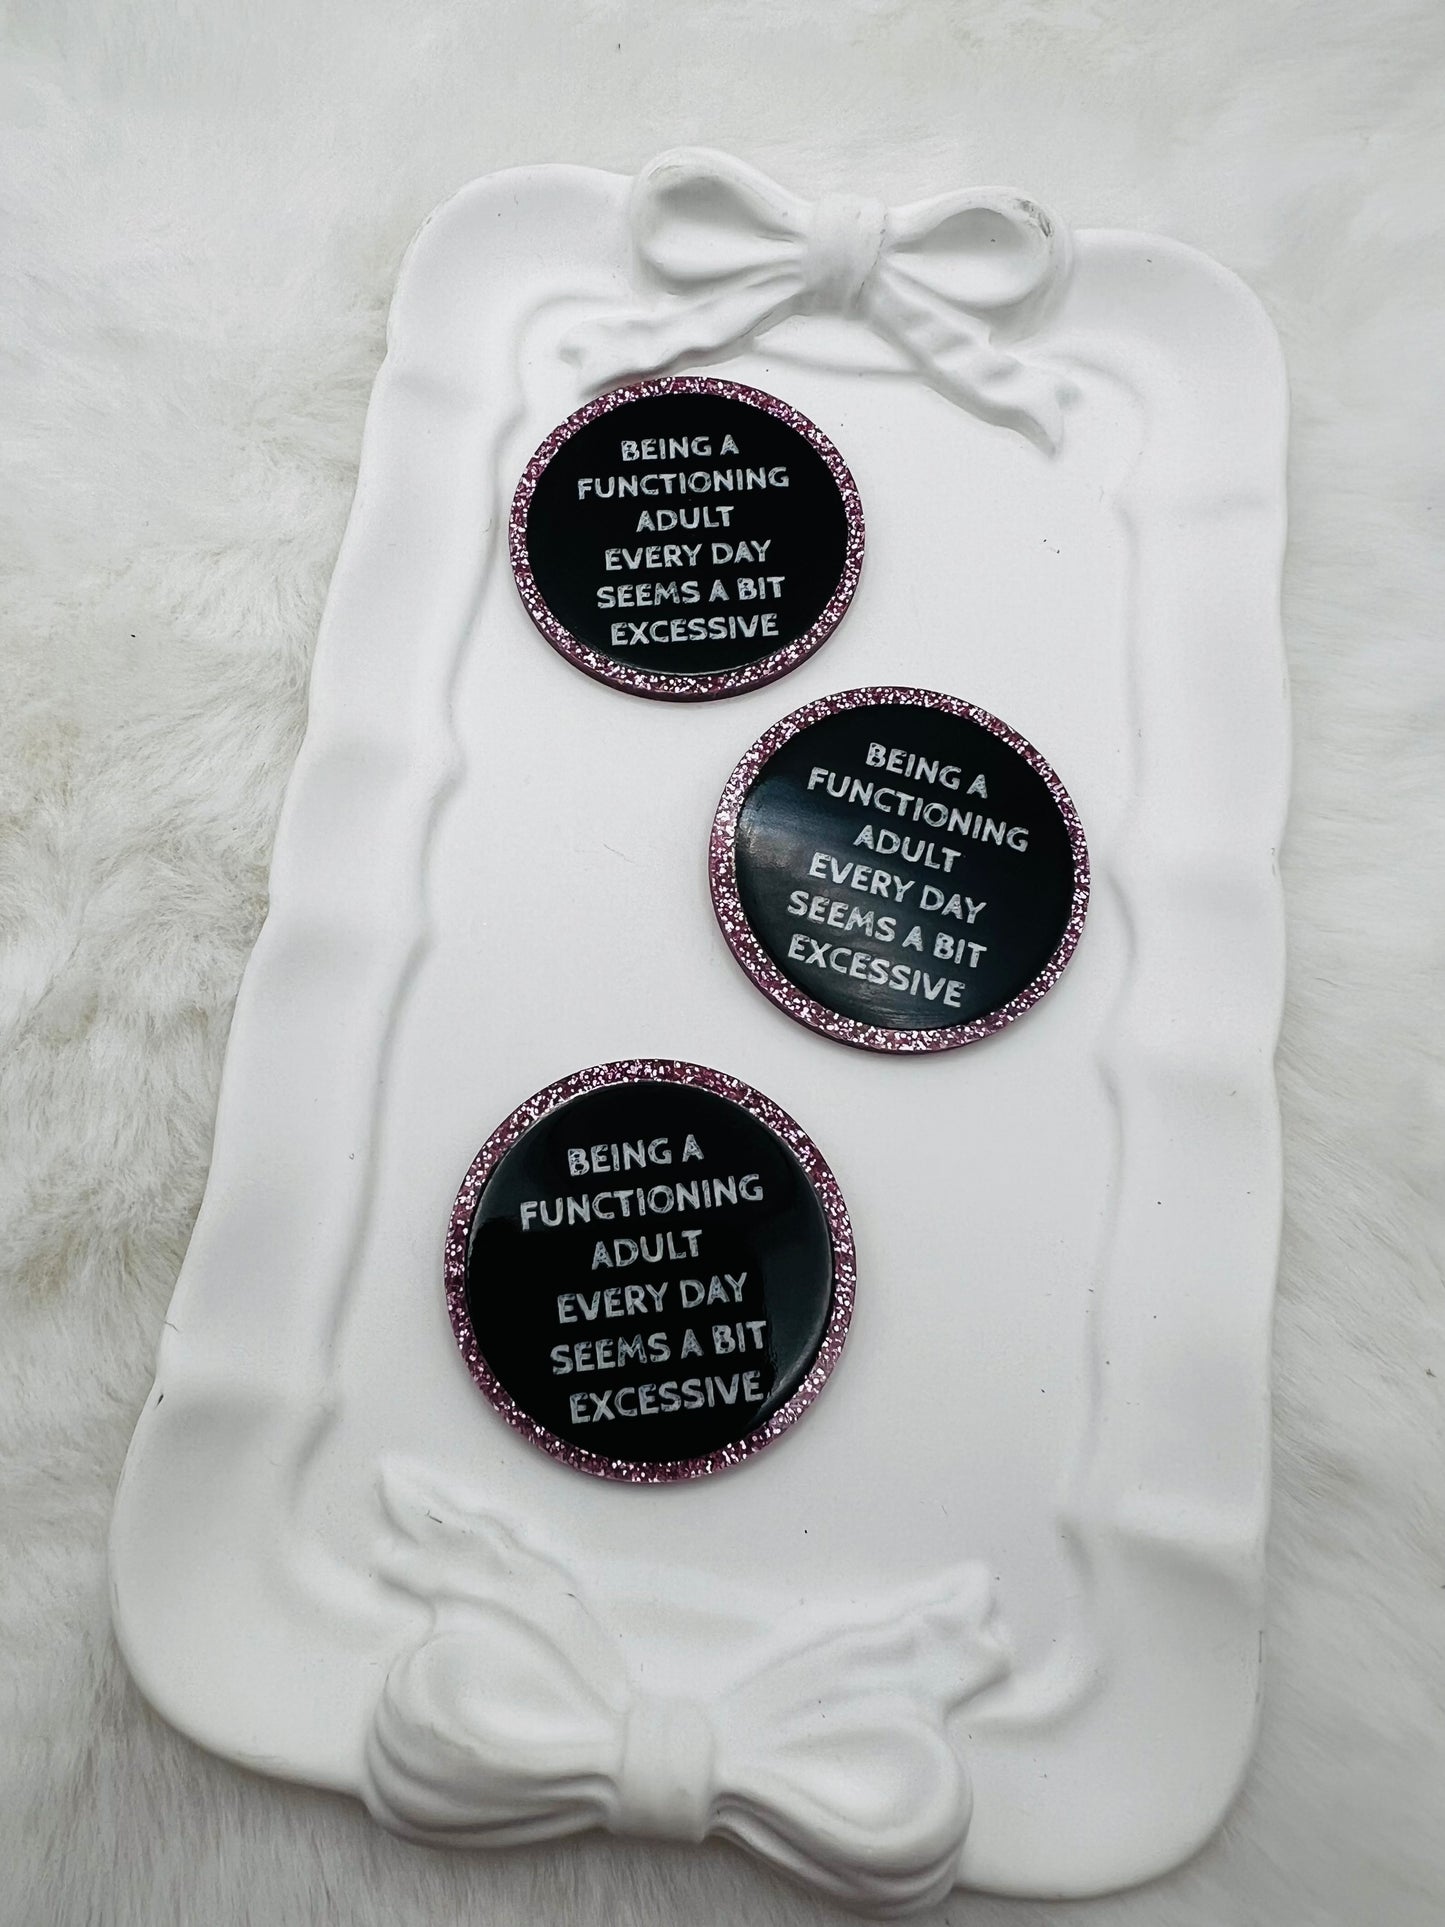 BEING A
FUNCTIONING
ADULT
EVERY DAY
SEEMS A BIT
EXCESSIVE
BEING A
FUNCTIONING
ADULT
EVERY DAY
SEEMS A BIT
EXCESSIVE
BEING A
FUNCTIONING
ADULT
EVERY DAY
SEEMS A BIT
EXCESSIVE